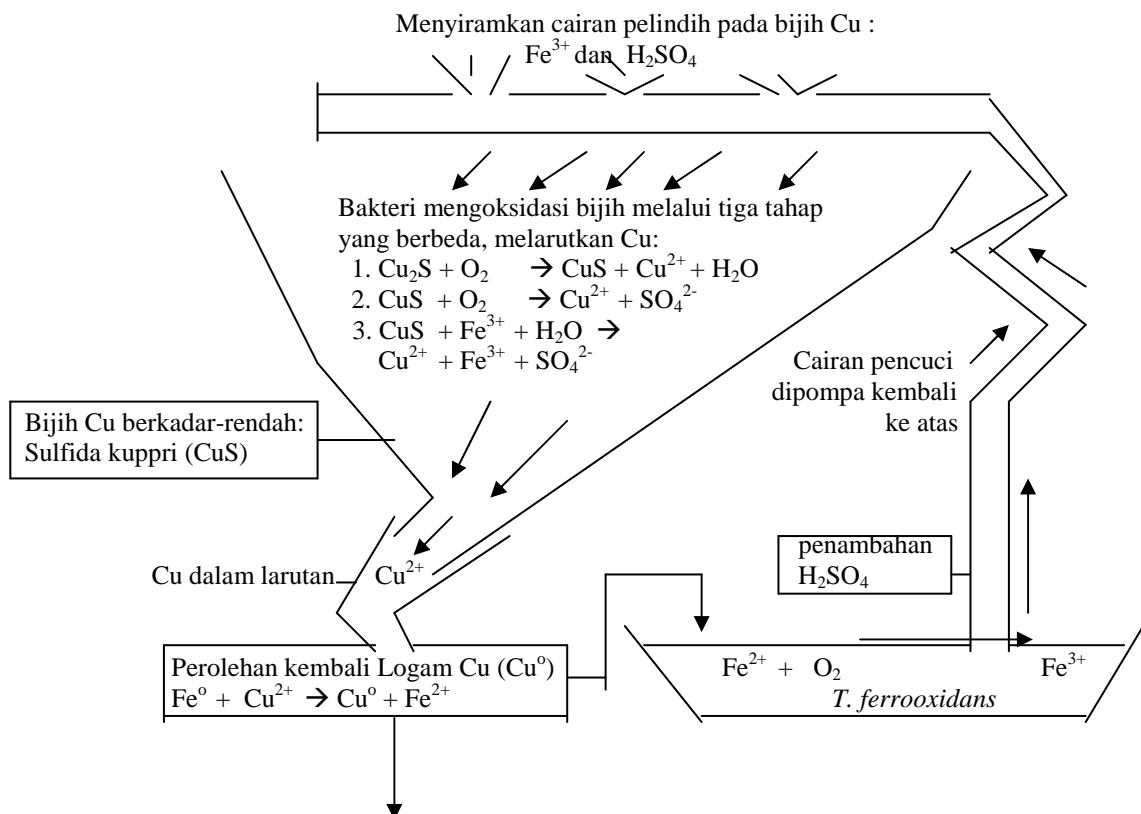 Menyiramkan cairan pelindih pada bijih Cu :
Fe³⁺ dan H₂SO₄
Bakteri mengoksidasi bijih melalui tiga tahap
yang berbeda, melarutkan Cu:
1. Cu₂S + O₂ → CuS + Cu²⁺ + H₂O
2. CuS + O₂ → Cu²⁺ + SO₄²⁻
3. CuS + Fe³⁺ + H₂O →
Cu²⁺ + Fe³⁺ + SO₄²⁻
Cairan pencuci
dipompa kembali
ke atas
Bijih Cu berkadar-rendah:
Sulfida kuppri (CuS)
penambahan
H₂SO₄
Cu dalam larutan
Cu²⁺
Perolehan kembali Logam Cu (Cuᵒ)
Feᵒ + Cu²⁺ → Cuᵒ + Fe²⁺
Fe²⁺ + O₂
Fe³⁺
T. ferrooxidans